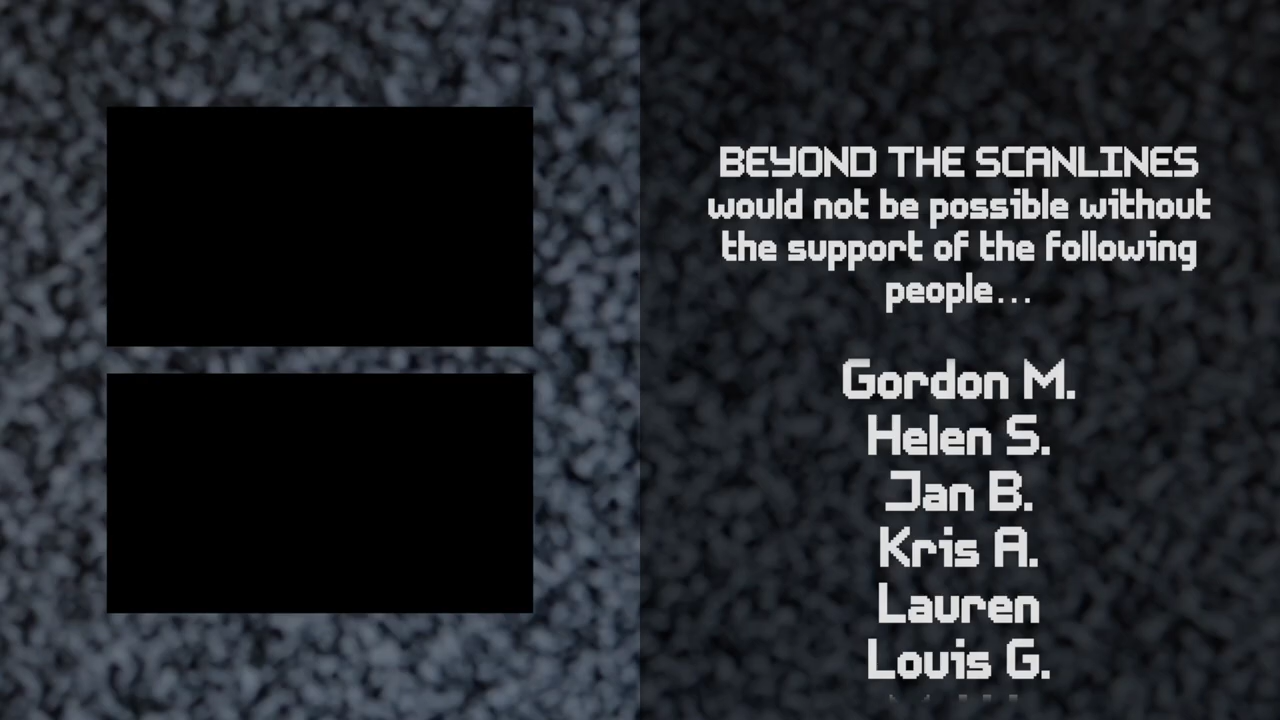 BEYOND THE SCANLINES
would not be possible without
the support of the following
people...
Gordon M.
Helen S.
Jan B.
Kris A.
Lauren
Louis G.